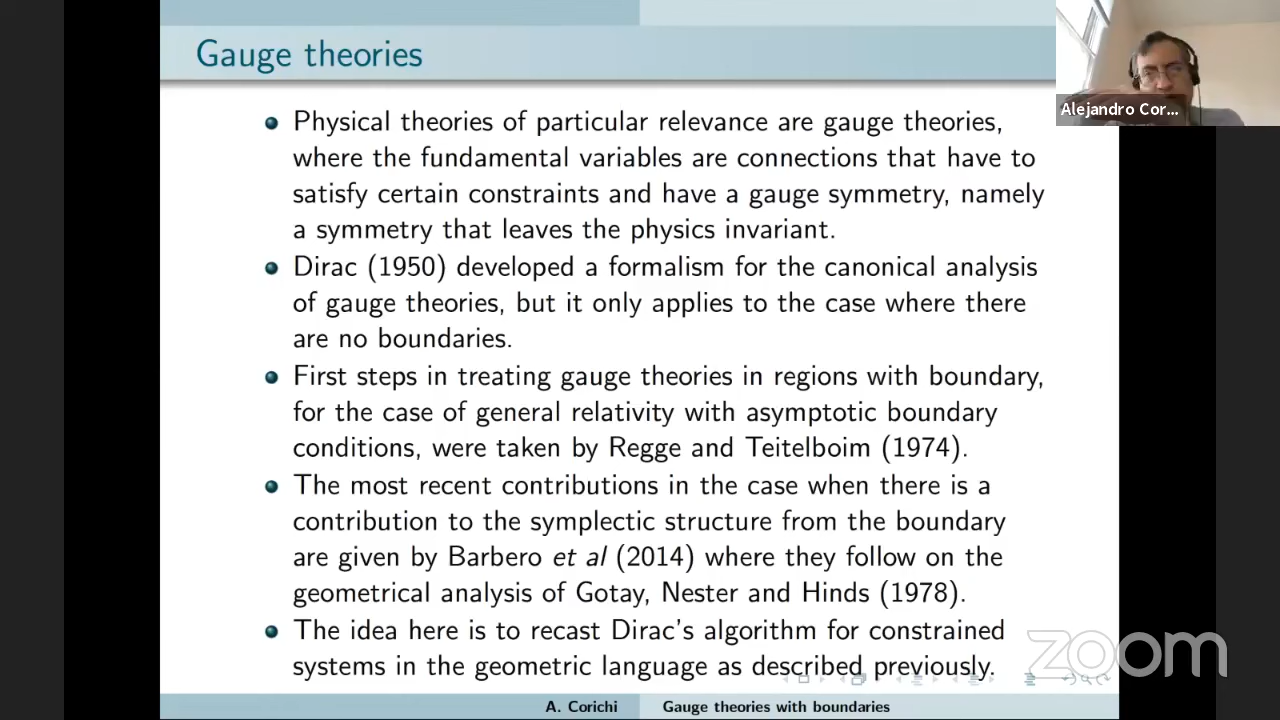 Gauge theories
Alejandro Cor...
Physical theories of particular relevance are gauge theories,
where the fundamental variables are connections that have to
satisfy certain constraints and have a gauge symmetry, namely
a symmetry that leaves the physics invariant.
Dirac (1950) developed a formalism for the canonical analysis
of gauge theories, but it only applies to the case where there
are no boundaries.
First steps in treating gauge theories in regions with boundary,
for the case of general relativity with asymptotic boundary
conditions, were taken by Regge and Teitelboim (1974).
The most recent contributions in the case when there is a
contribution to the symplectic structure from the boundary
are given by Barbero et al (2014) where they follow on the
geometrical analysis of Gotay, Nester and Hinds (1978).
The idea here is to recast Dirac's algorithm for constrained
systems in the geometric language as described previously.
zoom
A. Corichi
Gauge theories with boundaries